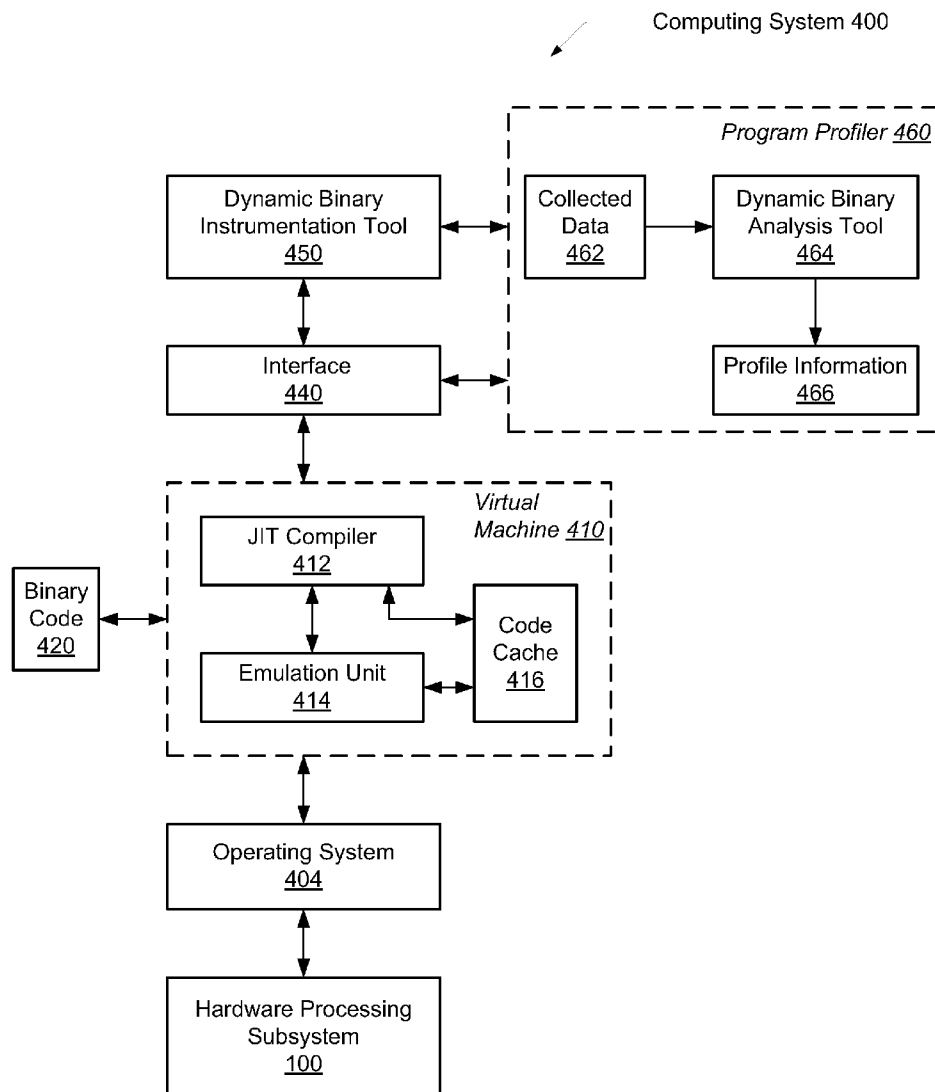 Computing System 400
Program Profiler 460
Dynamic Binary
Instrumentation Tool
450
Collected
Data
462
Dynamic Binary
Analysis Tool
464
Interface
440
Profile Information
466
Virtual
Machine 410
JIT Compiler
412
Binary
Code
420
Code
Cache
416
Emulation Unit
414
Operating System
404
Hardware Processing
Subsystem
100